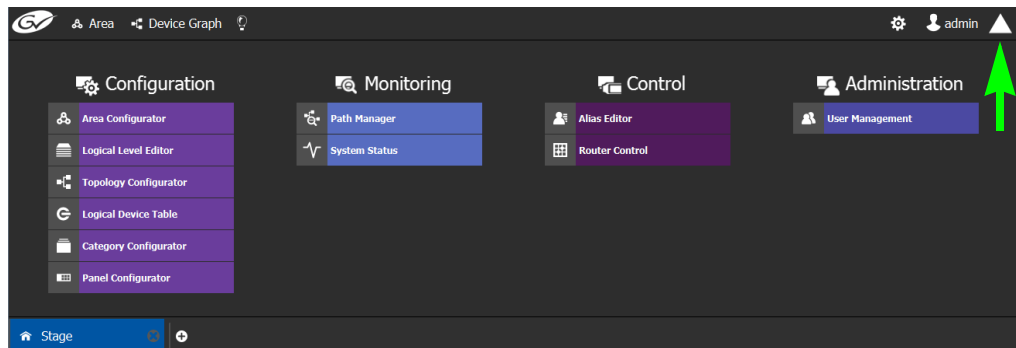 GV Area Device Graph admin
Configuration Monitoring Control Administration
Area Configurator Path Manager Alias Editor User Management
Logical Level Editor System Status Router Control
Topology Configurator
Logical Device Table
Category Configurator
Panel Configurator
Stage